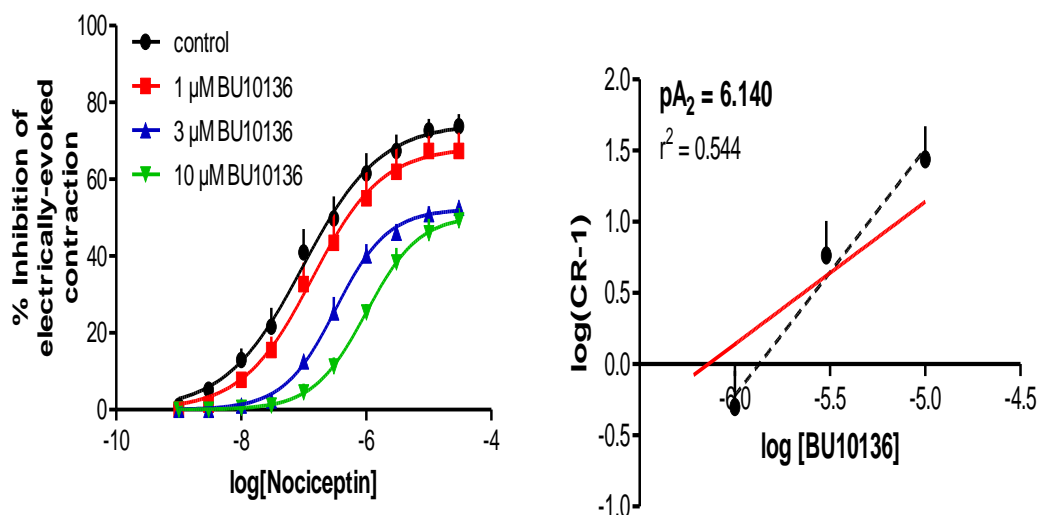 % Inhibition of
electrically-evoked
contraction
100
80
60
40
20
0
control
1 µM BU10136
3 µM BU10136
10 µM BU10136
-10
-8
-6
-4
log[Nociceptin]
log(CR-1)
2.0
1.5
1.0
0.5
0.0
-0.5
-1.0
pA2 = 6.140
r2 = 0.544
-6.0
-5.5
-5.0
-4.5
log [BU10136]